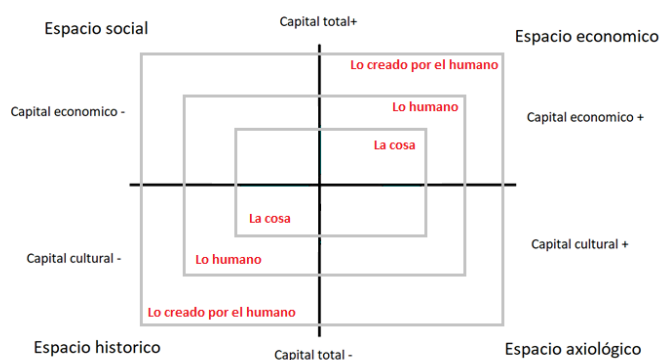 Capital total+
Espacio social
Espacio economico
Lo creado por el humano
Capital economico -
Lo humano
Capital economico +
La cosa
La cosa
Capital cultural -
Lo humano
Capital cultural +
Lo creado por el humano
Espacio historico
Capital total -
Espacio axiológico